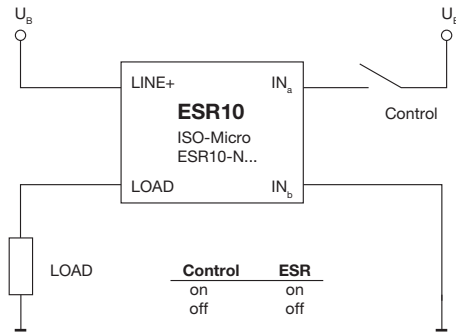 U_B U_B
LINE+ IN_a
ESR10
ISO-Micro
ESR10-N...
Control
LOAD IN_b
LOAD
Control ESR
on on
off off